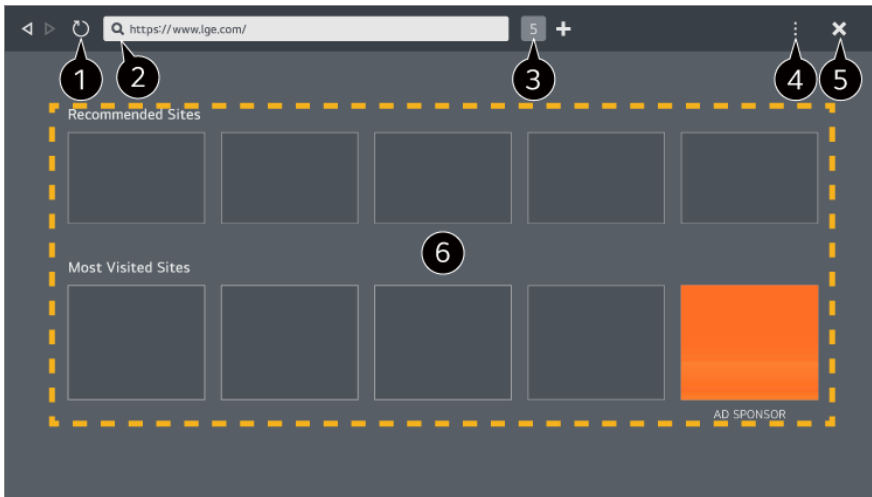 https://www.lge.com/ 5
1 2 3 4 5
Recommended Sites
6
Most Visited Sites
AD SPONSOR